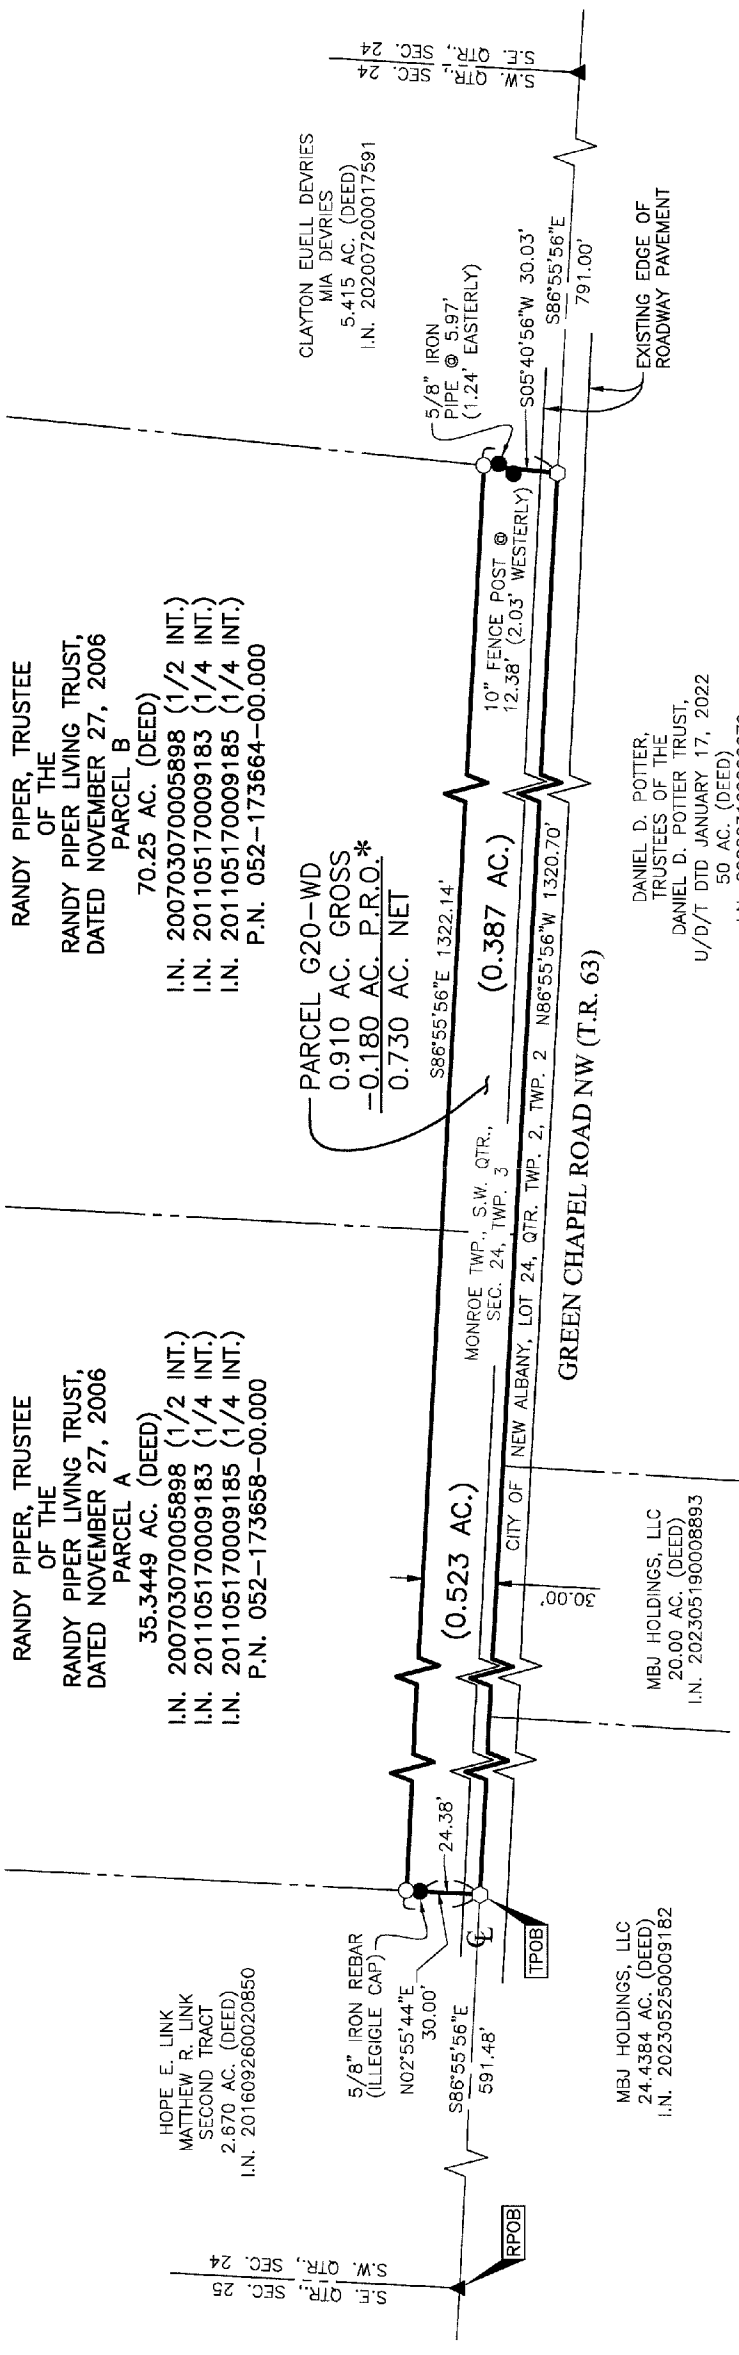 RANDY PIPER, TRUSTEE
OF THE
RANDY PIPER LIVING TRUST,
DATED NOVEMBER 27, 2006
PARCEL A
35.3449 AC. (DEED)
I.N. 200703070005898 (1/2 INT.)
I.N. 201105170009183 (1/4 INT.)
I.N. 201105170009185 (1/4 INT.)
P.N. 052-173658-00.000
RANDY PIPER, TRUSTEE
OF THE
RANDY PIPER LIVING TRUST,
DATED NOVEMBER 27, 2006
PARCEL B
70.25 AC. (DEED)
I.N. 200703070005898 (1/2 INT.)
I.N. 201105170009183 (1/4 INT.)
I.N. 201105170009185 (1/4 INT.)
P.N. 052-173664-00.000
HOPE E. LINK
MATTHEW R. LINK
SECOND TRACT
2.670 AC. (DEED)
I.N. 201609260020850
CLAYTON EUELL DEVRIES
MIA DEVRIES
5.415 AC. (DEED)
I.N. 202007200017591
S.E. QTR., SEC. 25
S.W. QTR., SEC. 24
S.W. QTR., SEC. 24
S.E. QTR., SEC. 24
PARCEL G20-WD
0.910 AC. GROSS
-0.180 AC. P.R.O.*
0.730 AC. NET
5/8" IRON REBAR
(ILLEGIGLE CAP)
N02°55'44"E
30.00'
24.38'
S86°55'56"E
591.48'
RPOB
TPOB
CL
S86°55'56"E 1322.14'
(0.523 AC.)
(0.387 AC.)
30.00'
MONROE TWP., S.W. QTR.,
SEC. 24, TWP. 3
CITY OF NEW ALBANY, LOT 24, QTR. TWP. 2, TWP. 2
N86°55'56"W 1320.70'
GREEN CHAPEL ROAD NW (T.R. 63)
5/8" IRON
PIPE @ 5.97'
(1.24' EASTERLY)
10" FENCE POST @
12.38' (2.03' WESTERLY)
S05°40'56"W 30.03'
S86°55'56"E
791.00'
EXISTING EDGE OF
ROADWAY PAVEMENT
MBJ HOLDINGS, LLC
24.4384 AC. (DEED)
I.N. 202305250009182
MBJ HOLDINGS, LLC
20.00 AC. (DEED)
I.N. 202305190008893
DANIEL D. POTTER,
TRUSTEES OF THE
DANIEL D. POTTER TRUST,
U/D/T DTD JANUARY 17, 2022
50 AC. (DEED)